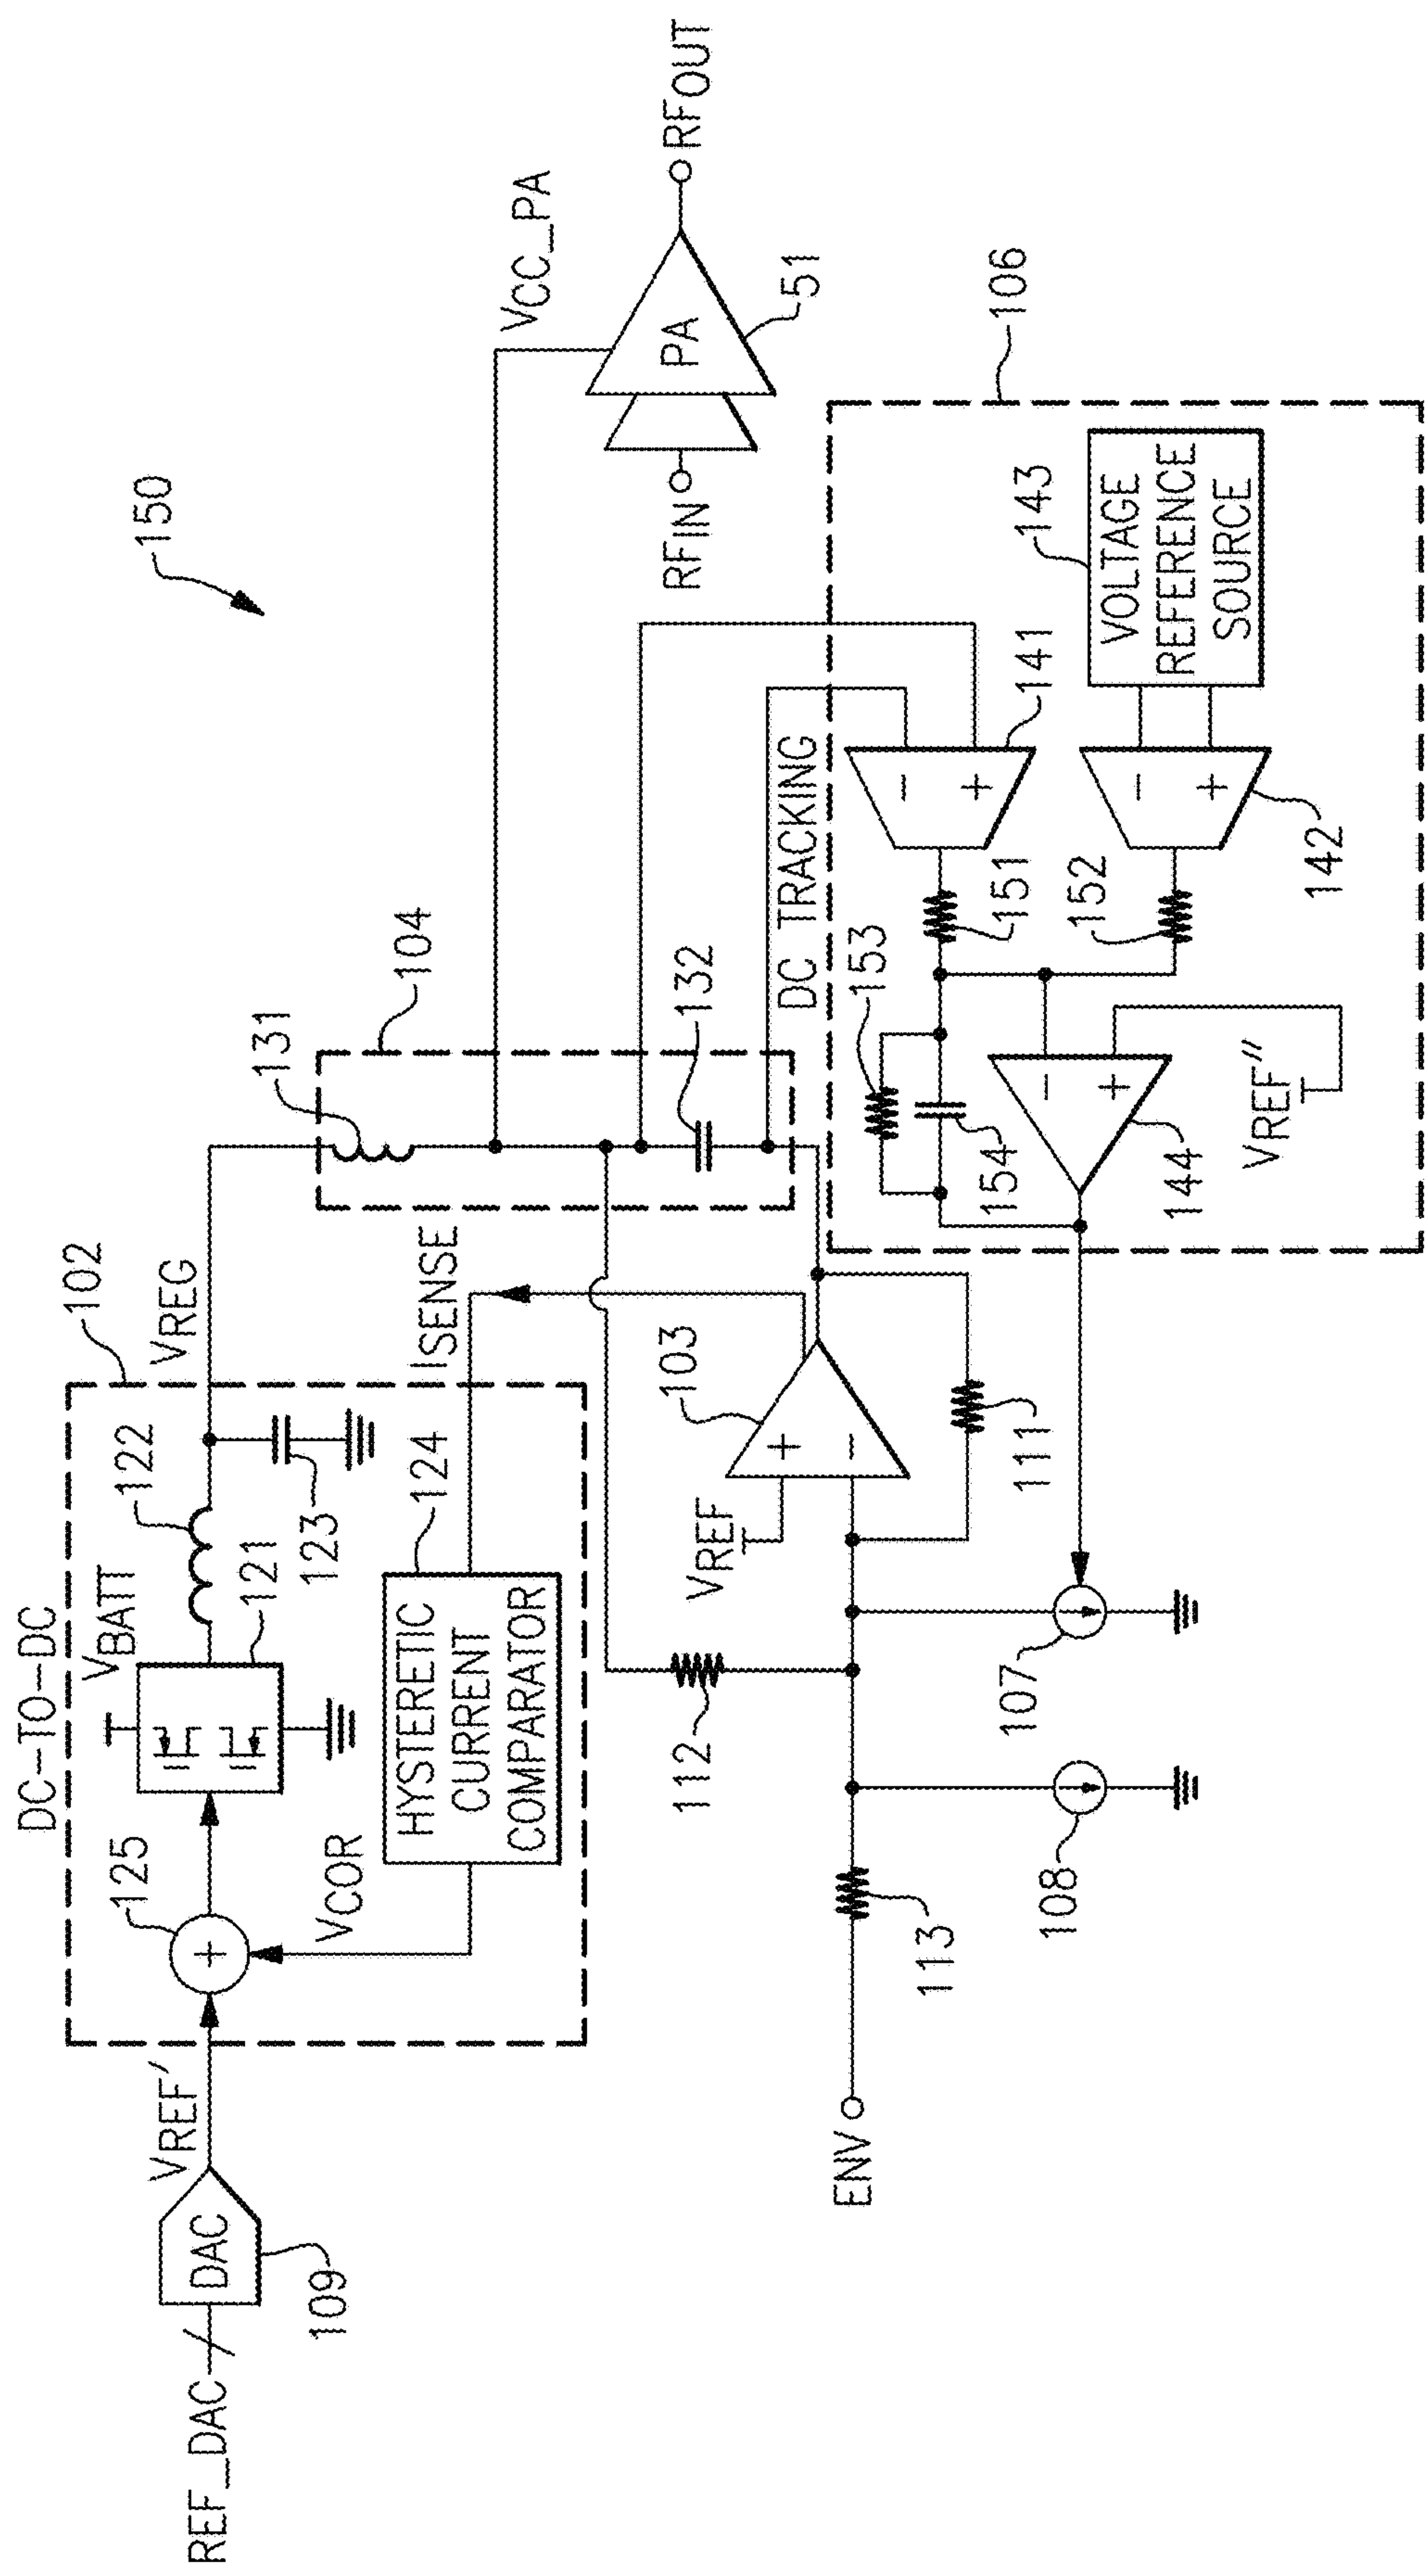 150
DC-TO-DC
102
REF_DAC
DAC
109
VREF'
125
VBATT
121
122
123
VREG
VCOR
HYSTERETIC
CURRENT
COMPARATOR
124
ISENSE
131
104
132
VCC_PA
RFIN
PA
51
RFOUT
112
VREF
+
−
103
111
ENV
113
108
107
DC TRACKING
106
153
154
151
−
+
141
143
VOLTAGE
REFERENCE
SOURCE
152
−
+
142
−
+
144
VREF"
+